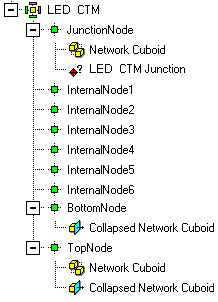 LED CTM
JunctionNode
Network Cuboid
LED CTM Junction
InternalNode1
InternalNode2
InternalNode3
InternalNode4
InternalNode5
InternalNode6
BottomNode
Collapsed Network Cuboid
TopNode
Network Cuboid
Collapsed Network Cuboid